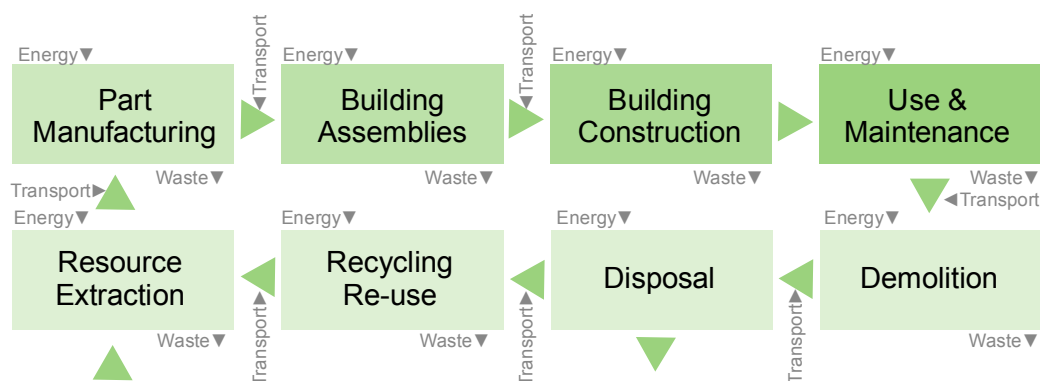 Energy▼
Transport▶
Energy▼
Transport▶
Energy▼
Energy▼
Part
Manufacturing
Building
Assemblies
Building
Construction
Use &
Maintenance
Waste▼
Waste▼
Waste▼
Waste▼
Transport▶
◀Transport
Energy▼
Energy▼
Energy▼
Energy▼
Resource
Extraction
Recycling
Re-use
Disposal
Demolition
Waste▼
Transport▶
Waste▼
Transport▶
Transport▶
Waste▼